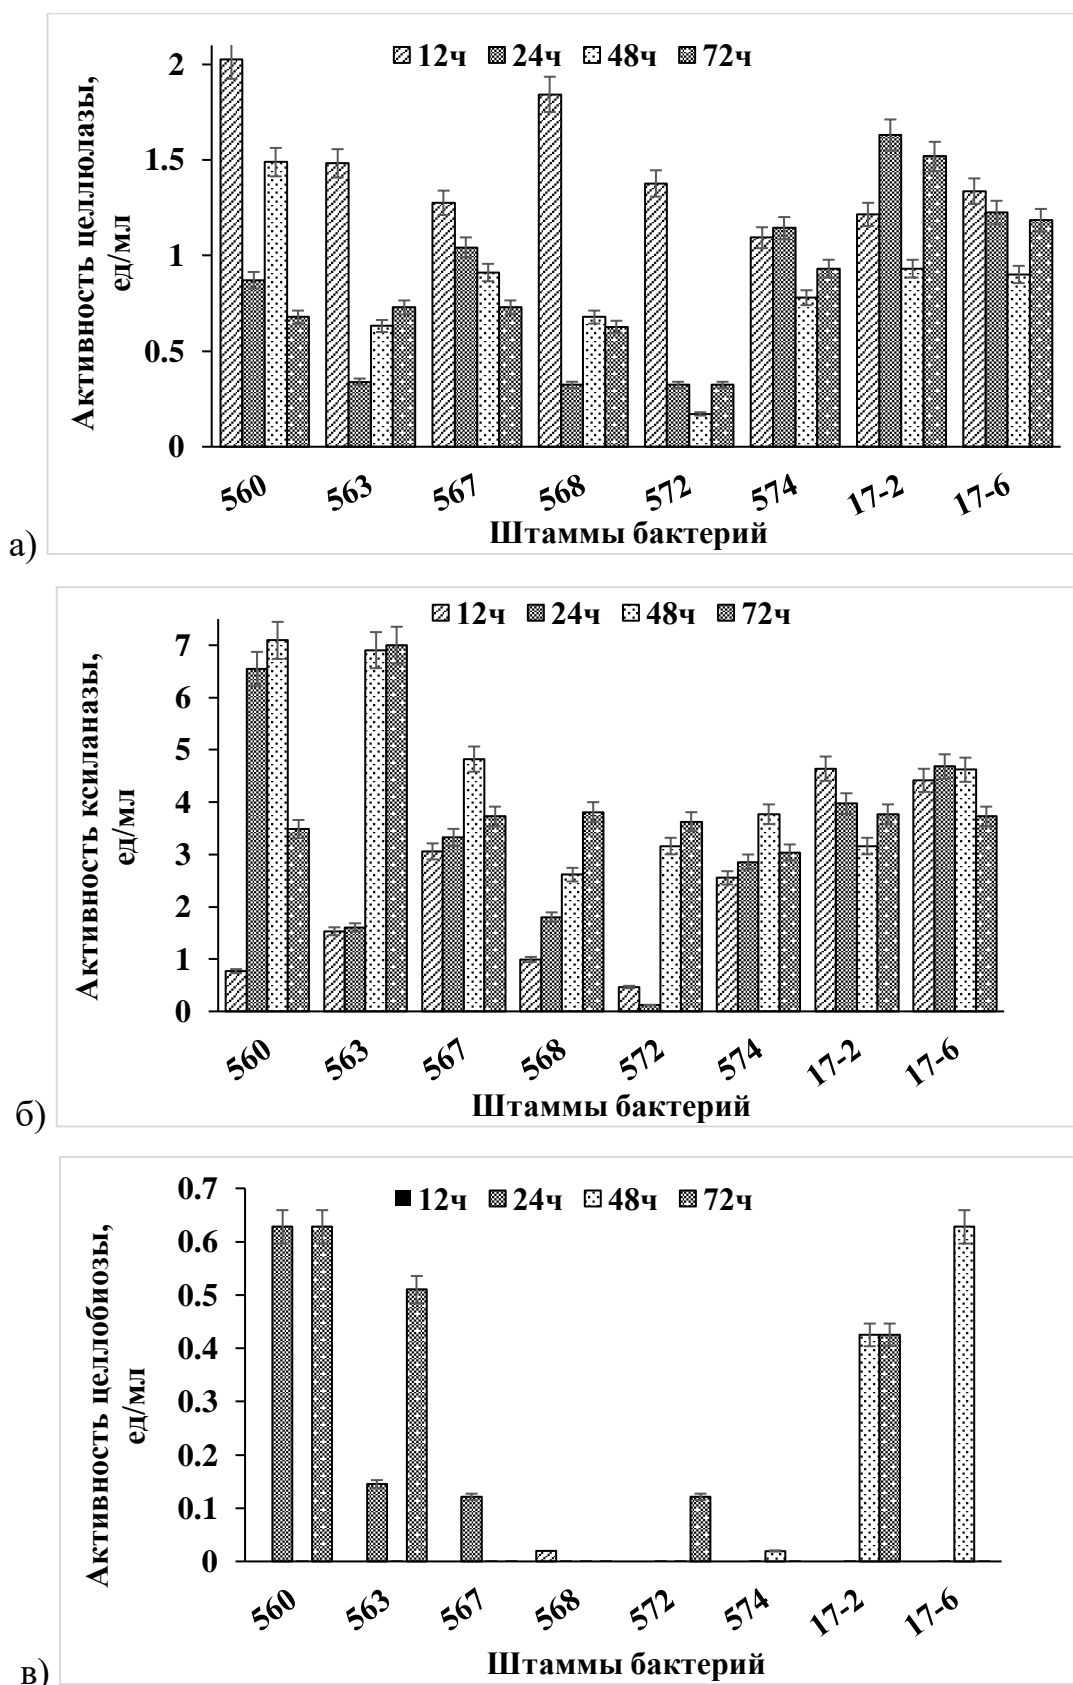 12ч 24ч 48ч 72ч
Активность целлюлазы,
ед/мл
2
1.5
1
0.5
0
560 563 567 568 572 574 17-2 17-6
Штаммы бактерий
а)
12ч 24ч 48ч 72ч
Активность ксиланазы,
ед/мл
7
6
5
4
3
2
1
0
560 563 567 568 572 574 17-2 17-6
Штаммы бактерий
б)
12ч 24ч 48ч 72ч
Активность целлобиозы,
ед/мл
0.7
0.6
0.5
0.4
0.3
0.2
0.1
0
560 563 567 568 572 574 17-2 17-6
Штаммы бактерий
в)